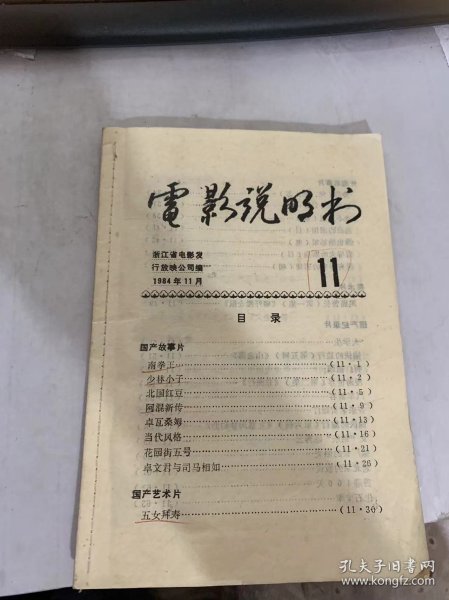 電影说明书
浙江省电影发
行放映公司编
1984年11月
11
目录
国产故事片
南拳王……(11·1)
少林小子……(11·2)
北国红豆……(11·5)
阿混新传……(11·9)
卓瓦桑姆……(11·13)
当代风格……(11·16)
花园街五号……(11·21)
卓文君与司马相如……(11·26)
国产艺术片
五女拜寿……(11·30)
孔夫子旧书网
www.kongfz.com